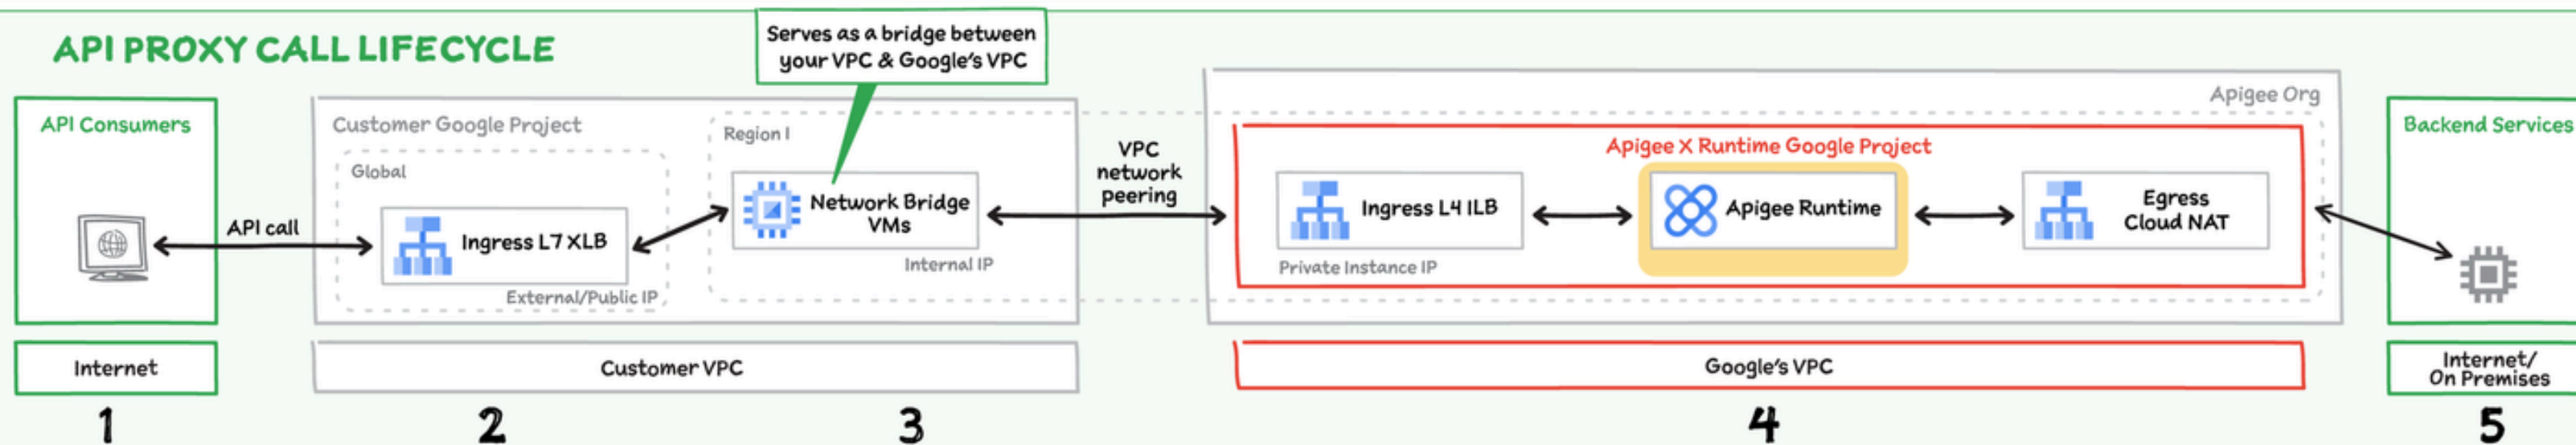 API PROXY CALL LIFECYCLE
Serves as a bridge between
your VPC & Google's VPC
API Consumers
API call
Customer Google Project
Global
Ingress L7 XLB
External/Public IP
Region I
Network Bridge
VMs
Internal IP
VPC
network
peering
Apigee Org
Apigee X Runtime Google Project
Ingress L4 ILB
Private Instance IP
Apigee Runtime
Egress
Cloud NAT
Backend Services
Internet
Customer VPC
Google's VPC
Internet/
On Premises
1
2
3
4
5